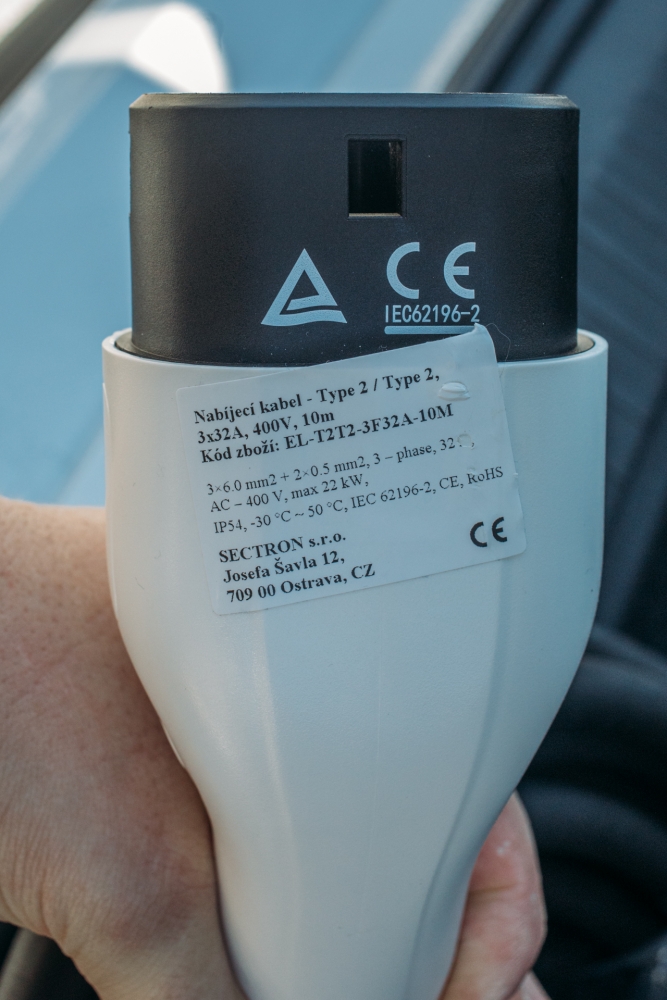 CE
IEC62196-2
Nabíjecí kabel - Type 2 / Type 2,
3x32A, 400V, 10m
Kód zboží: EL-T2T2-3F32A-10M
3×6.0 mm2 + 2×0.5 mm2, 3 – phase, 32
AC – 400 V, max 22 kW,
IP54, -30 °C ~ 50 °C, IEC 62196-2, CE, RoHS
SECTRON s.r.o.
Josefa Šavla 12,
709 00 Ostrava, CZ
CE